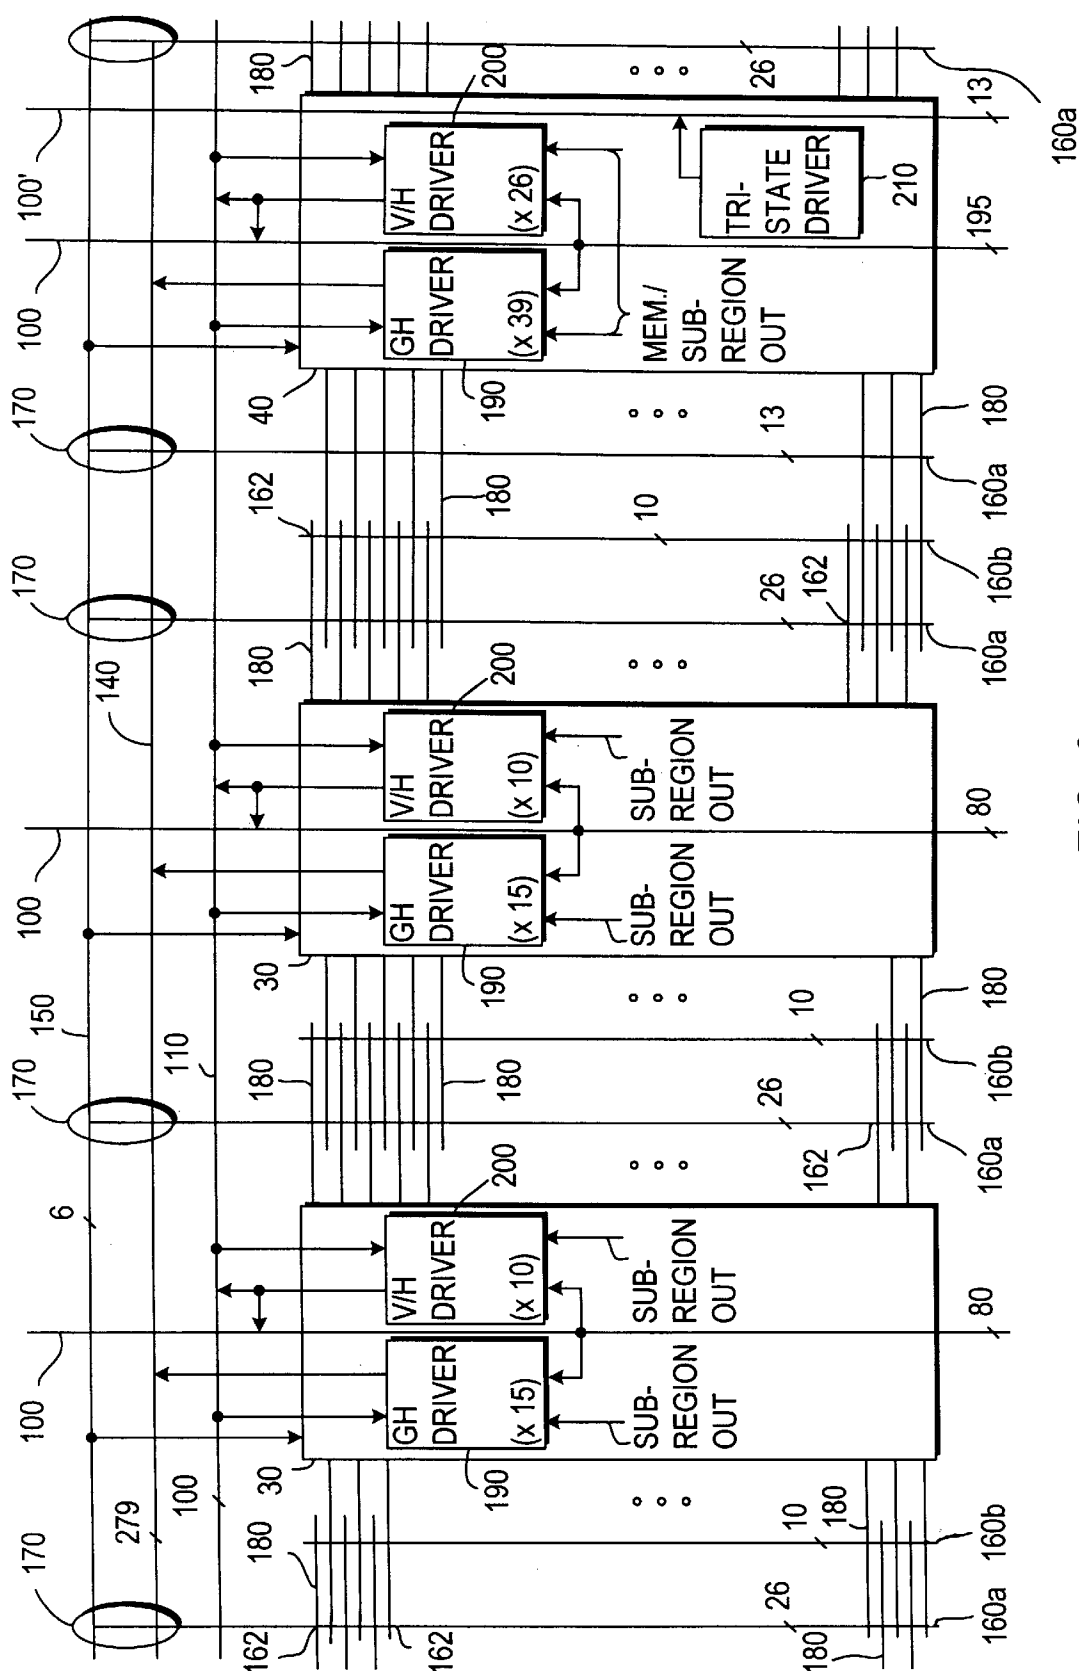 170
100
170
100
170
170
100
100'
6
150
279
140
100
110
162
180
30
180
30
180
162
40
180
GH
DRIVER
(x 15)
V/H
DRIVER
(x 10)
GH
DRIVER
(x 15)
V/H
DRIVER
(x 10)
GH
DRIVER
(x 39)
V/H
DRIVER
(x 26)
162
190
200
180
190
200
180
190
200
SUB-
REGION
OUT
SUB-
REGION
OUT
SUB-
REGION
OUT
SUB-
REGION
OUT
MEM./
SUB-
REGION
OUT
TRI-
STATE
DRIVER
210
26
10
26
10
26
10
13
26
180
180
162
162
160a
160b
80
160a
160b
180
80
160a
160b
160a
180
195
13
160a